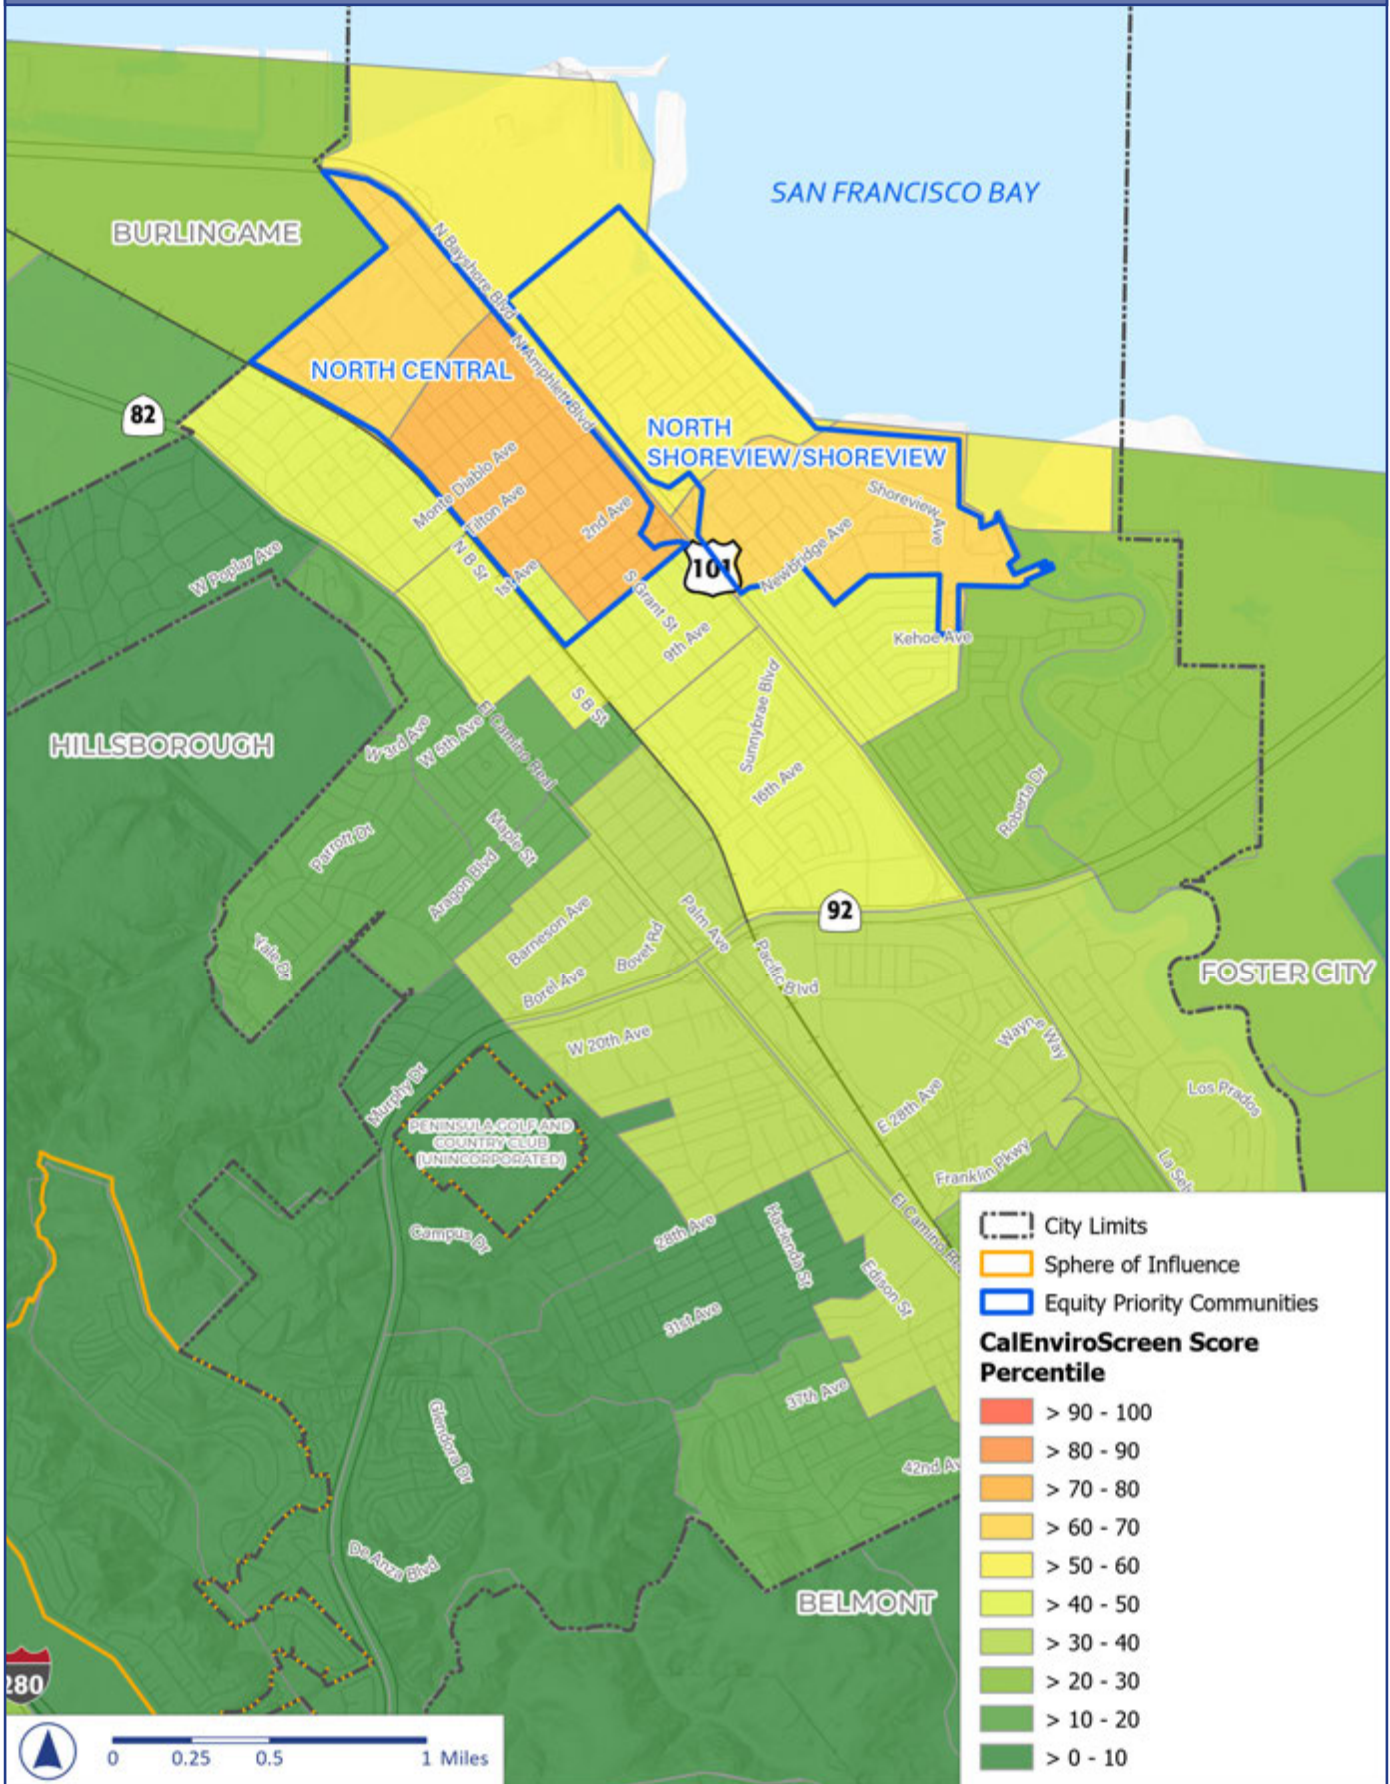 SAN FRANCISCO BAY
BURLINGAME
N Bayshore Blvd
N Amphlett Blvd
NORTH CENTRAL
82
NORTH
SHOREVIEW/SHOREVIEW
Monte Diablo Ave
Tilton Ave
2nd Ave
Shoreview
Ave
N B St
1st Ave
101
Newbridge Ave
W Poplar Ave
S Grant St
9th Ave
Kehoe Ave
S B St
Sunnybrae Blvd
HILLSBOROUGH
3rd Ave
W 5th Ave
El Camino Real
16th Ave
Roberta Dr
Parrott Dr
Maple St
Aragon Blvd
Barneson Ave
Bovet Rd
Palm Ave
92
Yale Dr
Borel Ave
Pacific Blvd
FOSTER CITY
W 20th Ave
Wayne Way
Murphy Dr
E 28th Ave
Los Prados
PENINSULA GOLF AND
COUNTRY CLUB
(UNINCORPORATED)
Franklin Pkwy
La Selv
Campus Dr
28th Ave
Hacienda St
El Camino Re
Edison St
31st Ave
37th Ave
Glendora Dr
42nd Av
De Anza Blvd
BELMONT
280
City Limits
Sphere of Influence
Equity Priority Communities
CalEnviroScreen Score
Percentile
> 90 - 100
> 80 - 90
> 70 - 80
> 60 - 70
> 50 - 60
> 40 - 50
> 30 - 40
> 20 - 30
> 10 - 20
> 0 - 10
0 0.25 0.5 1 Miles